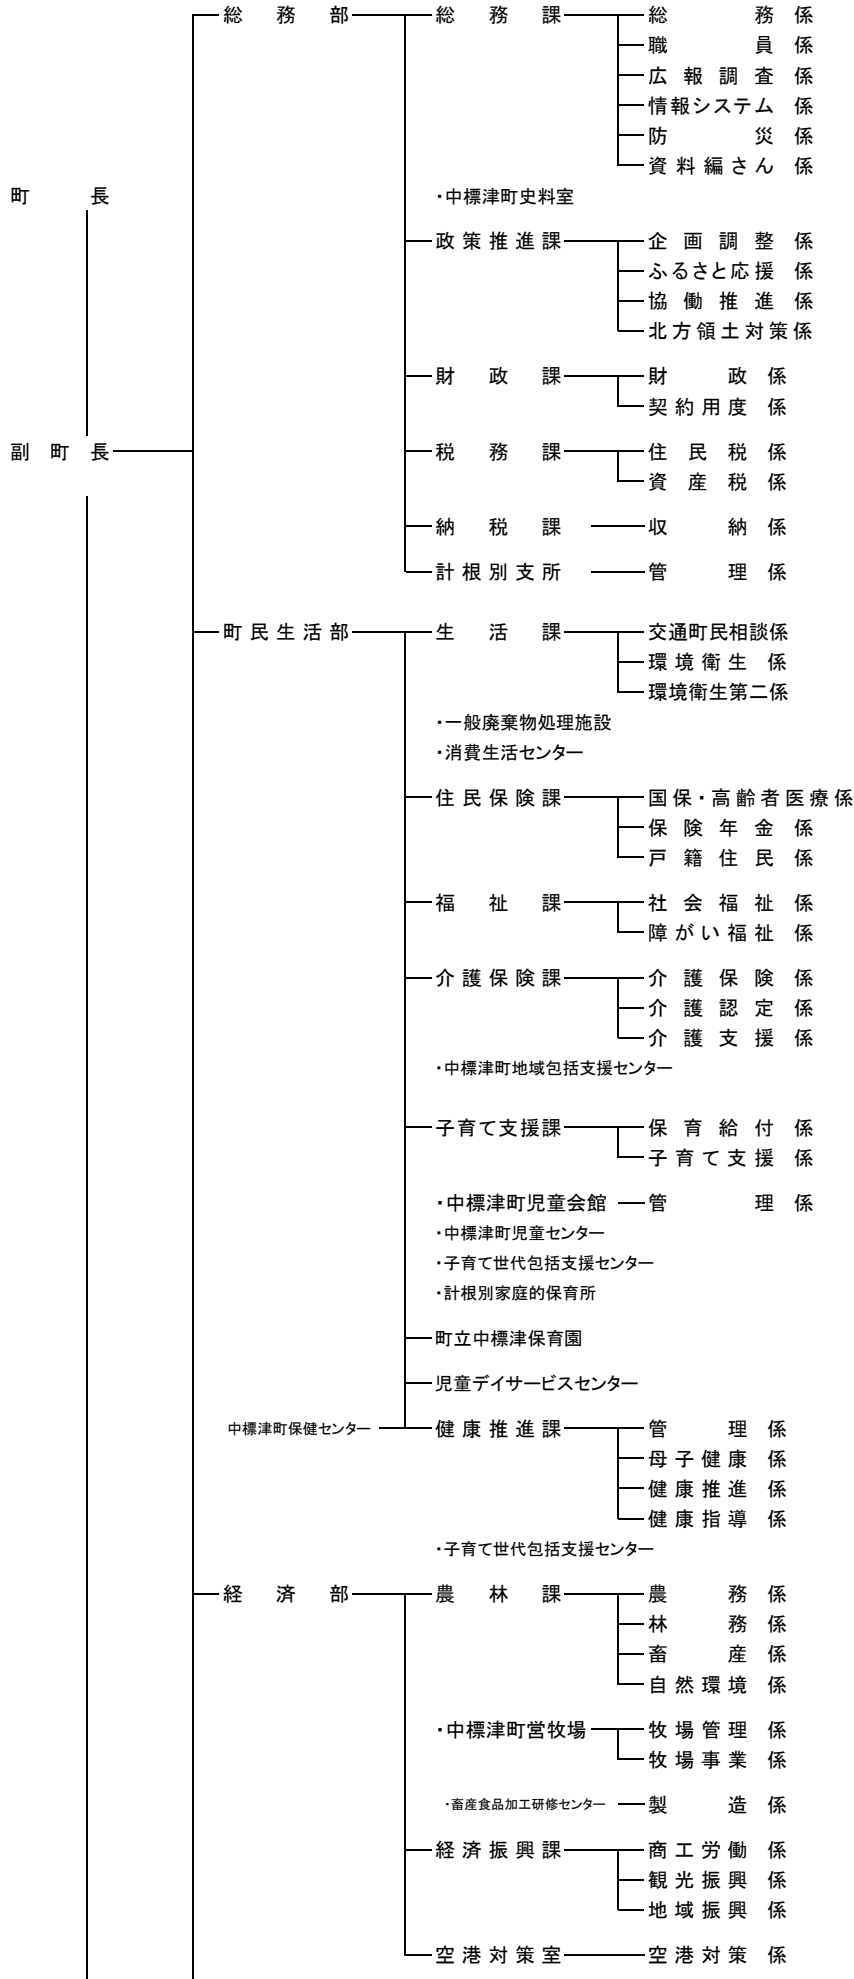 総務部 総務課 総務係
職員係
広報調査係
情報システム係
防災係
資料編さん係
町長 ・中標津町史料室
政策推進課 企画調整係
ふるさと応援係
協働推進係
北方領土対策係
財政課 財政係
契約用度係
副町長 税務課 住民税係
資産税係
納税課 収納係
計根別支所 管理係
町民生活部 生活課 交通町民相談係
環境衛生係
環境衛生第二係
・一般廃棄物処理施設
・消費生活センター
住民保険課 国保・高齢者医療係
保険年金係
戸籍住民係
福祉課 社会福祉係
障がい福祉係
介護保険課 介護保険係
介護認定係
介護支援係
・中標津町地域包括支援センター
子育て支援課 保育給付係
子育て支援係
・中標津町児童会館 管理係
・中標津町児童センター
・子育て世代包括支援センター
・計根別家庭的保育所
町立中標津保育園
児童デイサービスセンター
中標津町保健センター 健康推進課 管理係
母子健康係
健康推進係
健康指導係
・子育て世代包括支援センター
経済部 農林課 農務係
林務係
畜産係
自然環境係
・中標津町営牧場 牧場管理係
牧場事業係
・畜産食品加工研修センター 製造係
経済振興課 商工労働係
観光振興係
地域振興係
空港対策室 空港対策係